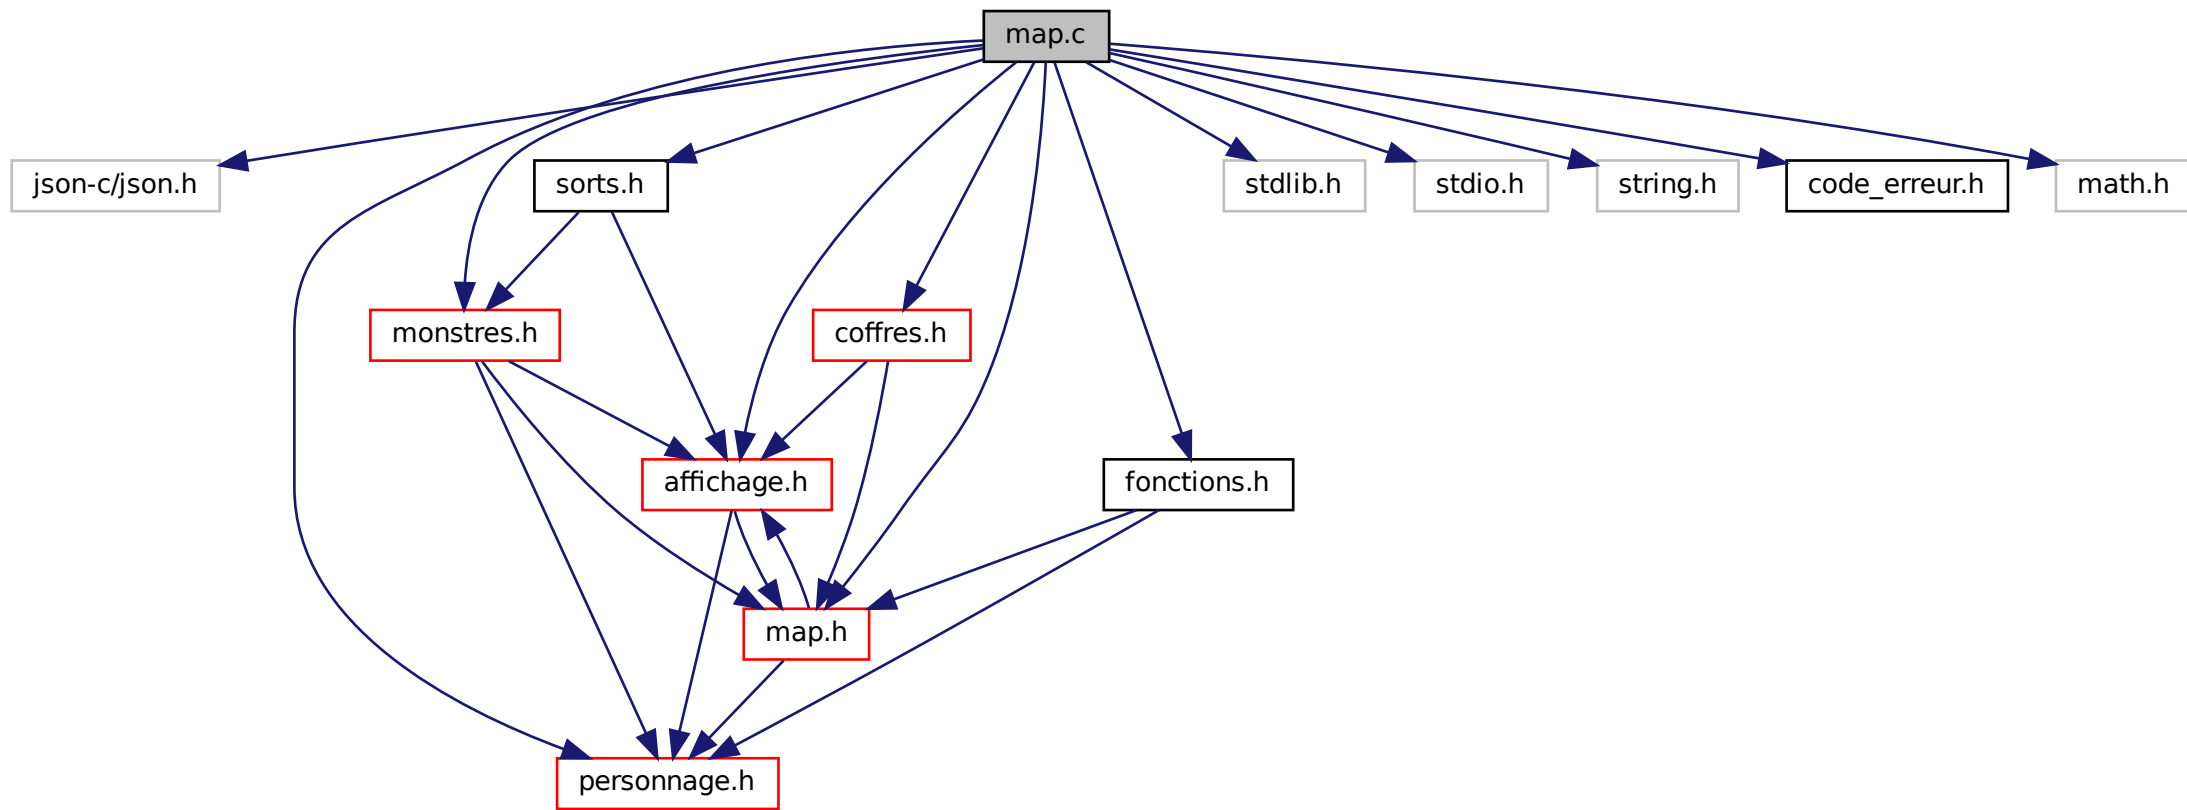 map.c
json-c/json.h
sorts.h
stdlib.h
stdio.h
string.h
code_erreur.h
math.h
monstres.h
coffres.h
affichage.h
fonctions.h
map.h
personnage.h